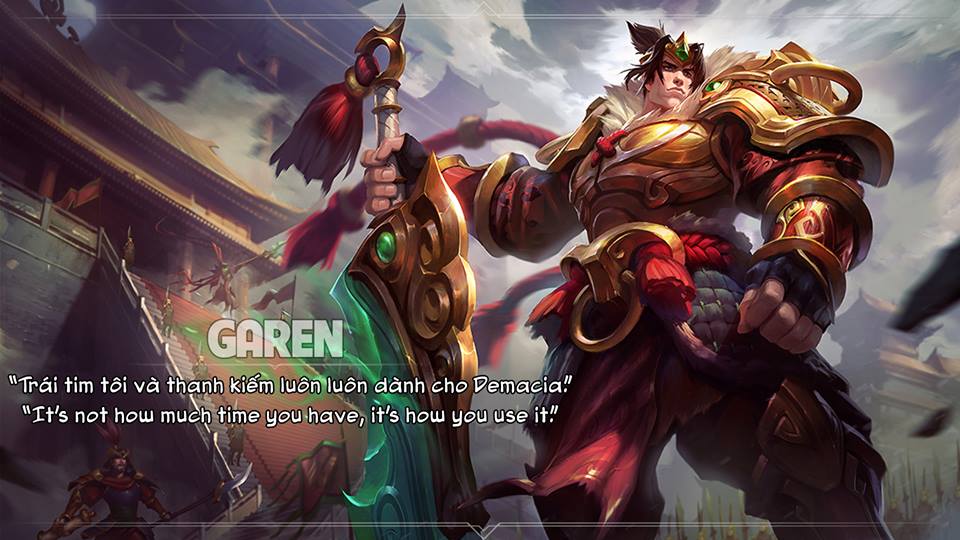 GAREN
“Trái tim tôi và thanh kiếm luôn luôn dành cho Demacia.”
“It's not how much time you have, it's how you use it.”